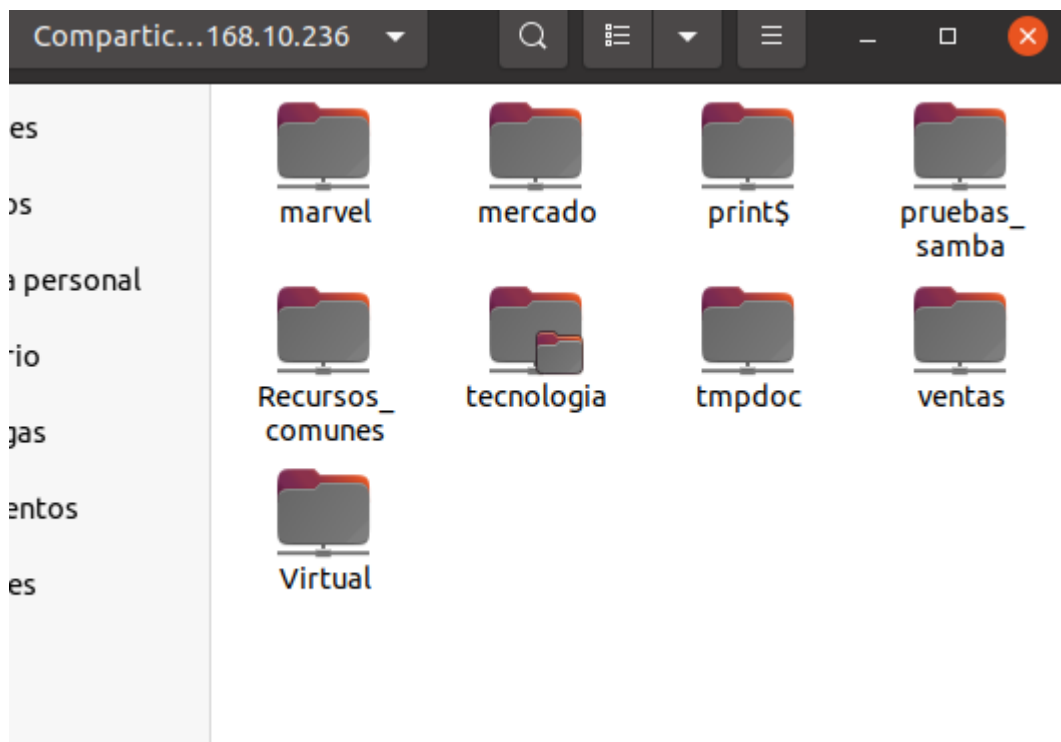 Compartic...168.10.236
es
os
a personal
rio
gas
entos
es
marvel
mercado
print$
pruebas_
samba
Recursos_
comunes
tecnologia
tmpdoc
ventas
Virtual